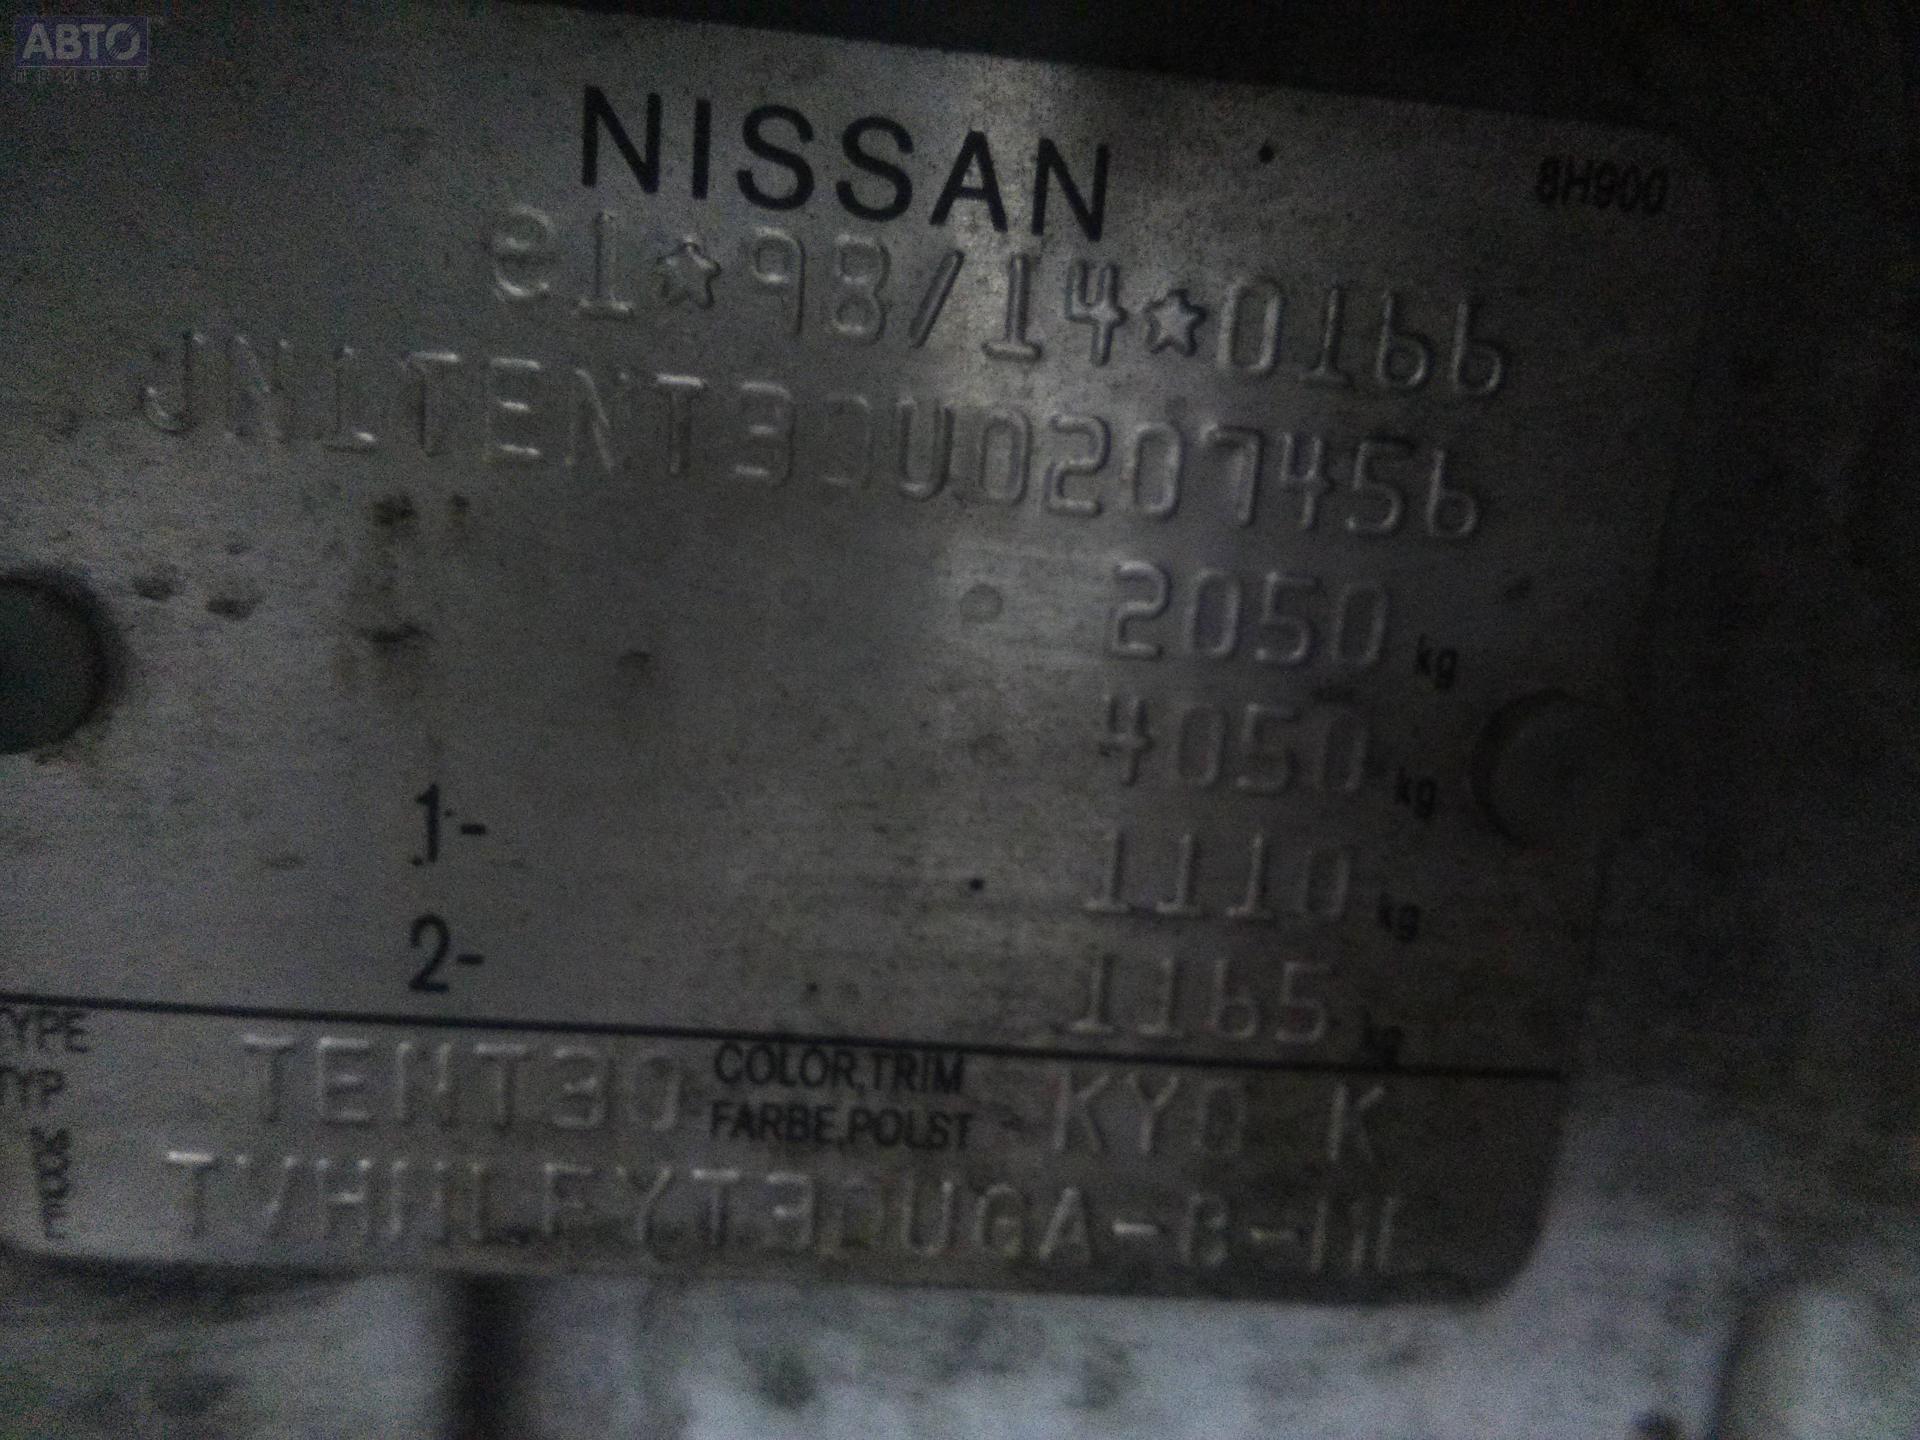 АВТО
ПРИВОЗ
NISSAN
8H900
e1*98/14*0166
JN1TENT30U0207456
2050 kg
4050 kg
1- 1110 kg
2- 1165 kg
TYPE
TYP TENT30 COLOR,TRIM KY0 K
FARBE,POLST